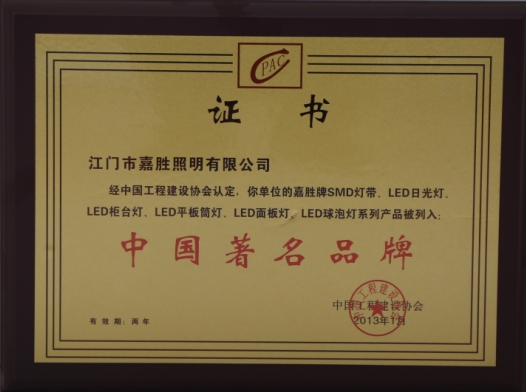 CPAC
证 书
江门市嘉胜照明有限公司
经中国工程建设协会认定，你单位的嘉胜牌SMD灯带、LED日光灯、
LED柜台灯、LED平板筒灯、LED面板灯、LED球泡灯系列产品被列入：
中国著名品牌
中国工程建设协会
2013年1月
有效期：两年